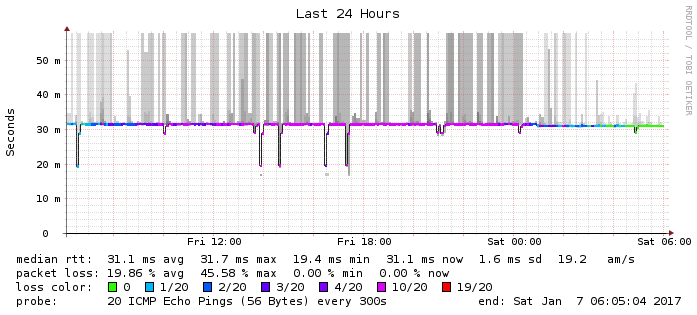 Last 24 Hours
RRDTOOL / TOBI OETIKER
Seconds
50 m
40 m
30 m
20 m
10 m
0
Fri 12:00 Fri 18:00 Sat 00:00 Sat 06:00
median rtt: 31.1 ms avg 31.7 ms max 19.4 ms min 31.1 ms now 1.6 ms sd 19.2 am/s
packet loss: 19.86 % avg 45.58 % max 0.00 % min 0.00 % now
loss color: 0 1/20 2/20 3/20 4/20 10/20 19/20
probe: 20 ICMP Echo Pings (56 Bytes) every 300s end: Sat Jan 7 06:05:04 2017